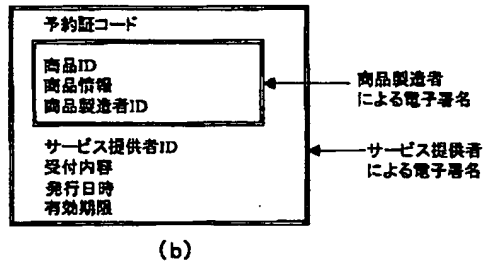 予約証コード
商品ID
商品情報
商品製造者ID
商品製造者
による電子署名
サービス提供者ID
受付内容
発行日時
有効期限
サービス提供者
による電子署名
(b)